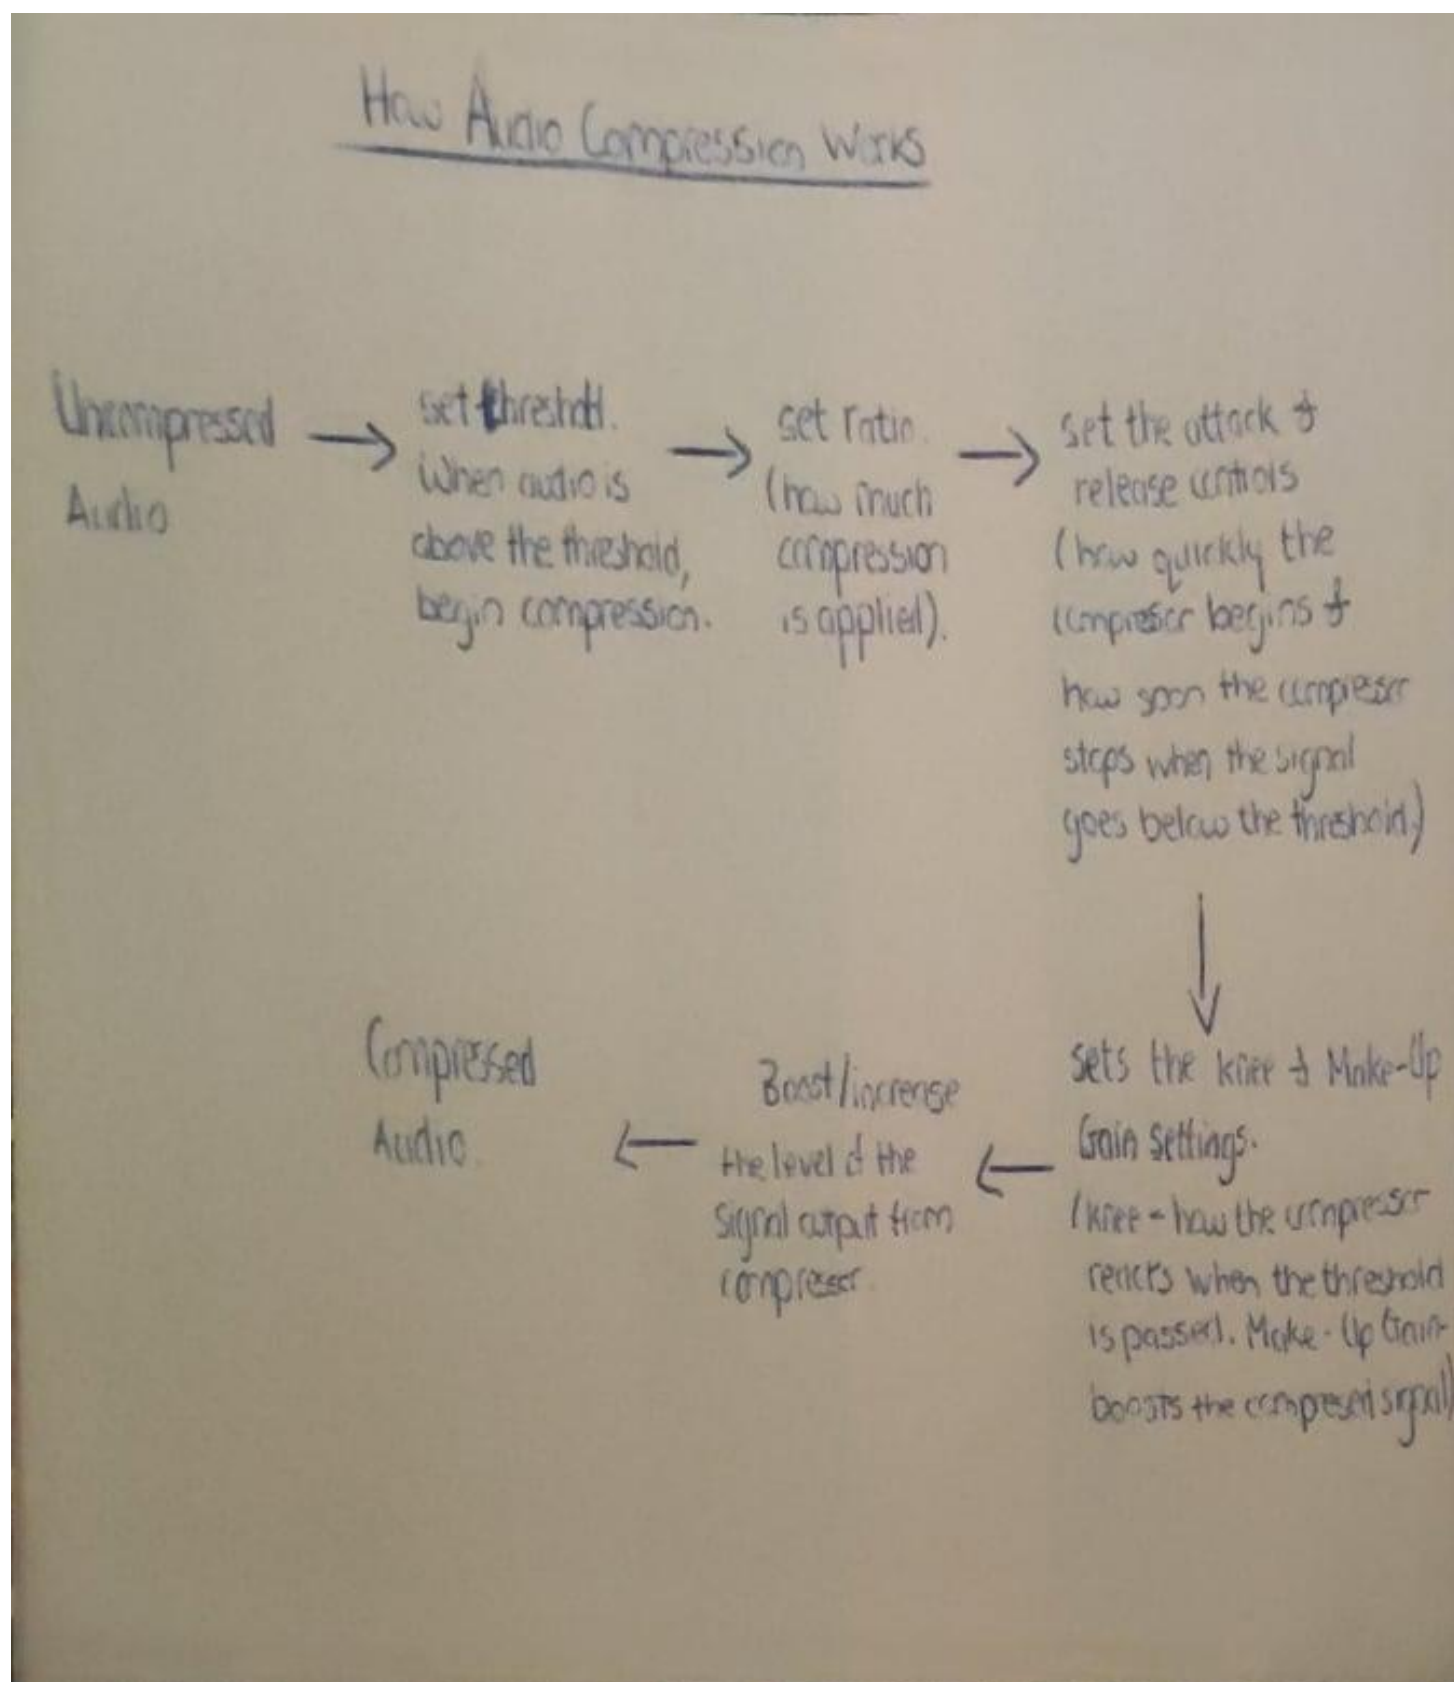 How Audio Compression Works
Uncompressed
Audio
set threshold.
When audio is
above the threshold,
begin compression.
set ratio.
(how much
compression
is applied).
set the attack &
release controls
(how quickly the
compressor begins &
how soon the compressor
stops when the signal
goes below the threshold)
sets the knee & Make-Up
Gain settings.
(knee - how the compressor
reacts when the threshold
is passed. Make-Up Gain-
boosts the compressed signal)
Boost/increase
the level of the
signal output from
compressor.
Compressed
Audio.